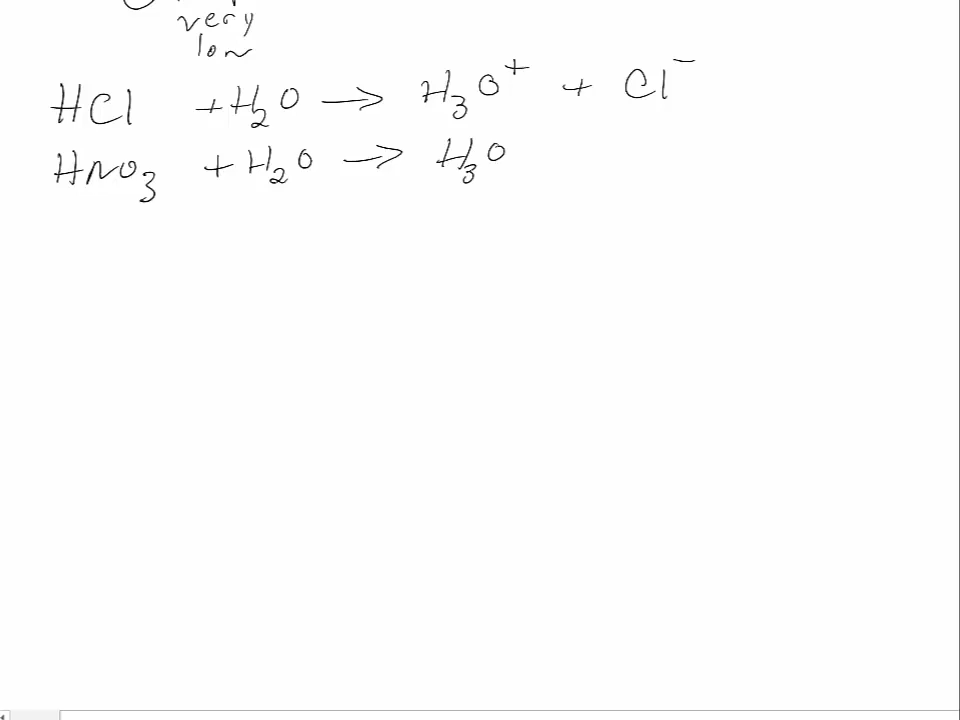 very
low
HCl + H₂O → H₃O⁺ + Cl⁻
HNO₃ + H₂O → H₃O